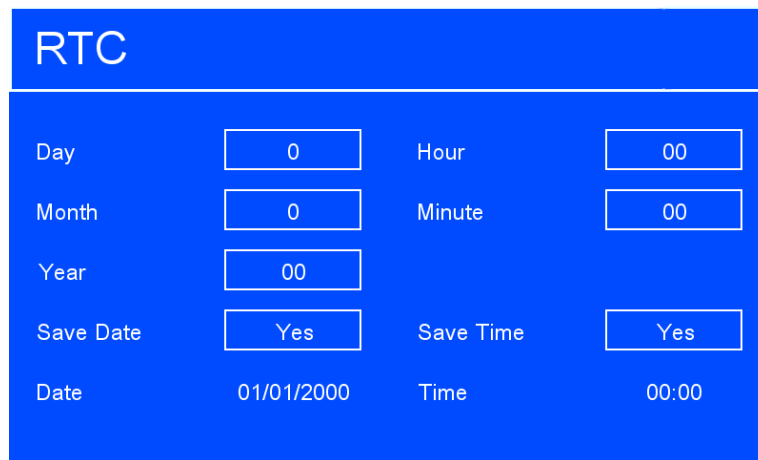 RTC
Day 0 Hour 00
Month 0 Minute 00
Year 00
Save Date Yes Save Time Yes
Date 01/01/2000 Time 00:00